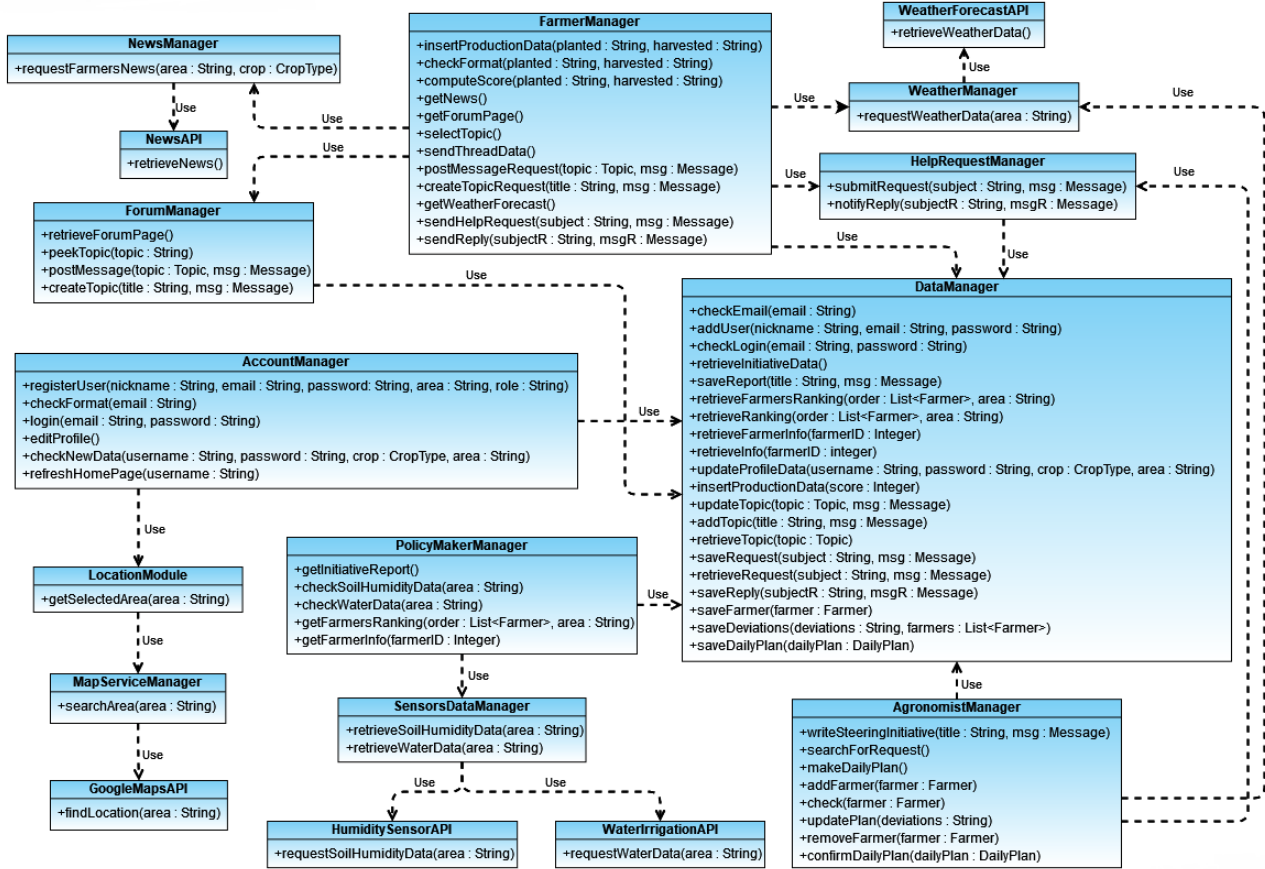 NewsManager
+requestFarmersNews(area : String, crop : CropType)
Use
NewsAPI
+retrieveNews()
FarmerManager
+insertProductionData(planted : String, harvested : String)
+checkFormat(planted : String, harvested : String)
+computeScore(planted : String, harvested : String)
+getNews()
+getForumPage()
+selectTopic()
+sendThreadData()
+postMessageRequest(topic : Topic, msg : Message)
+createTopicRequest(title : String, msg : Message)
+getWeatherForecast()
+sendHelpRequest(subject : String, msg : Message)
+sendReply(subjectR : String, msgR : Message)
Use
Use
WeatherForecastAPI
+retrieveWeatherData()
Use
Use
Use
WeatherManager
+requestWeatherData(area : String)
HelpRequestManager
+submitRequest(subject : String, msg : Message)
+notifyReply(subjectR : String, msgR : Message)
Use
Use
Use
Use
ForumManager
+retrieveForumPage()
+peekTopic(topic : String)
+postMessage(topic : Topic, msg : Message)
+createTopic(title : String, msg : Message)
Use
DataManager
+checkEmail(email : String)
+addUser(nickname : String, email : String, password : String)
+checkLogin(email : String, password : String)
+retrieveInitiativeData()
+saveReport(title : String, msg : Message)
+retrieveFarmersRanking(order : List<Farmer>, area : String)
+retrieveRanking(order : List<Farmer>, area : String)
+retrieveFarmerInfo(farmerID : Integer)
+retrieveInfo(farmerID : integer)
+updateProfileData(username : String, password : String, crop : CropType, area : String)
+insertProductionData(score : Integer)
+updateTopic(topic : Topic, msg : Message)
+addTopic(title : String, msg : Message)
+retrieveTopic(topic : Topic)
+saveRequest(subject : String, msg : Message)
+retrieveRequest(subject : String, msg : Message)
+saveReply(subjectR : String, msgR : Message)
+saveFarmer(farmer : Farmer)
+saveDeviations(deviations : String, farmers : List<Farmer>)
+saveDailyPlan(dailyPlan : DailyPlan)
AccountManager
+registerUser(nickname : String, email : String, password: String, area : String, role : String)
+checkFormat(email : String)
+login(email : String, password : String)
+editProfile()
+checkNewData(username : String, password : String, crop : CropType, area : String)
+refreshHomePage(username : String)
Use
Use
LocationModule
+getSelectedArea(area : String)
Use
MapServiceManager
+searchArea(area : String)
Use
GoogleMapsAPI
+findLocation(area : String)
PolicyMakerManager
+getInitiativeReport()
+checkSoilHumidityData(area : String)
+checkWaterData(area : String)
+getFarmersRanking(order : List<Farmer>, area : String)
+getFarmerInfo(farmerID : Integer)
Use
Use
SensorsDataManager
+retrieveSoilHumidityData(area : String)
+retrieveWaterData(area : String)
Use
Use
HumiditySensorAPI
+requestSoilHumidityData(area : String)
WaterIrrigationAPI
+requestWaterData(area : String)
Use
AgronomistManager
+writeSteeringInitiative(title : String, msg : Message)
+searchForRequest()
+makeDailyPlan()
+addFarmer(farmer : Farmer)
+check(farmer : Farmer)
+updatePlan(deviations : String)
+removeFarmer(farmer : Farmer)
+confirmDailyPlan(dailyPlan : DailyPlan)